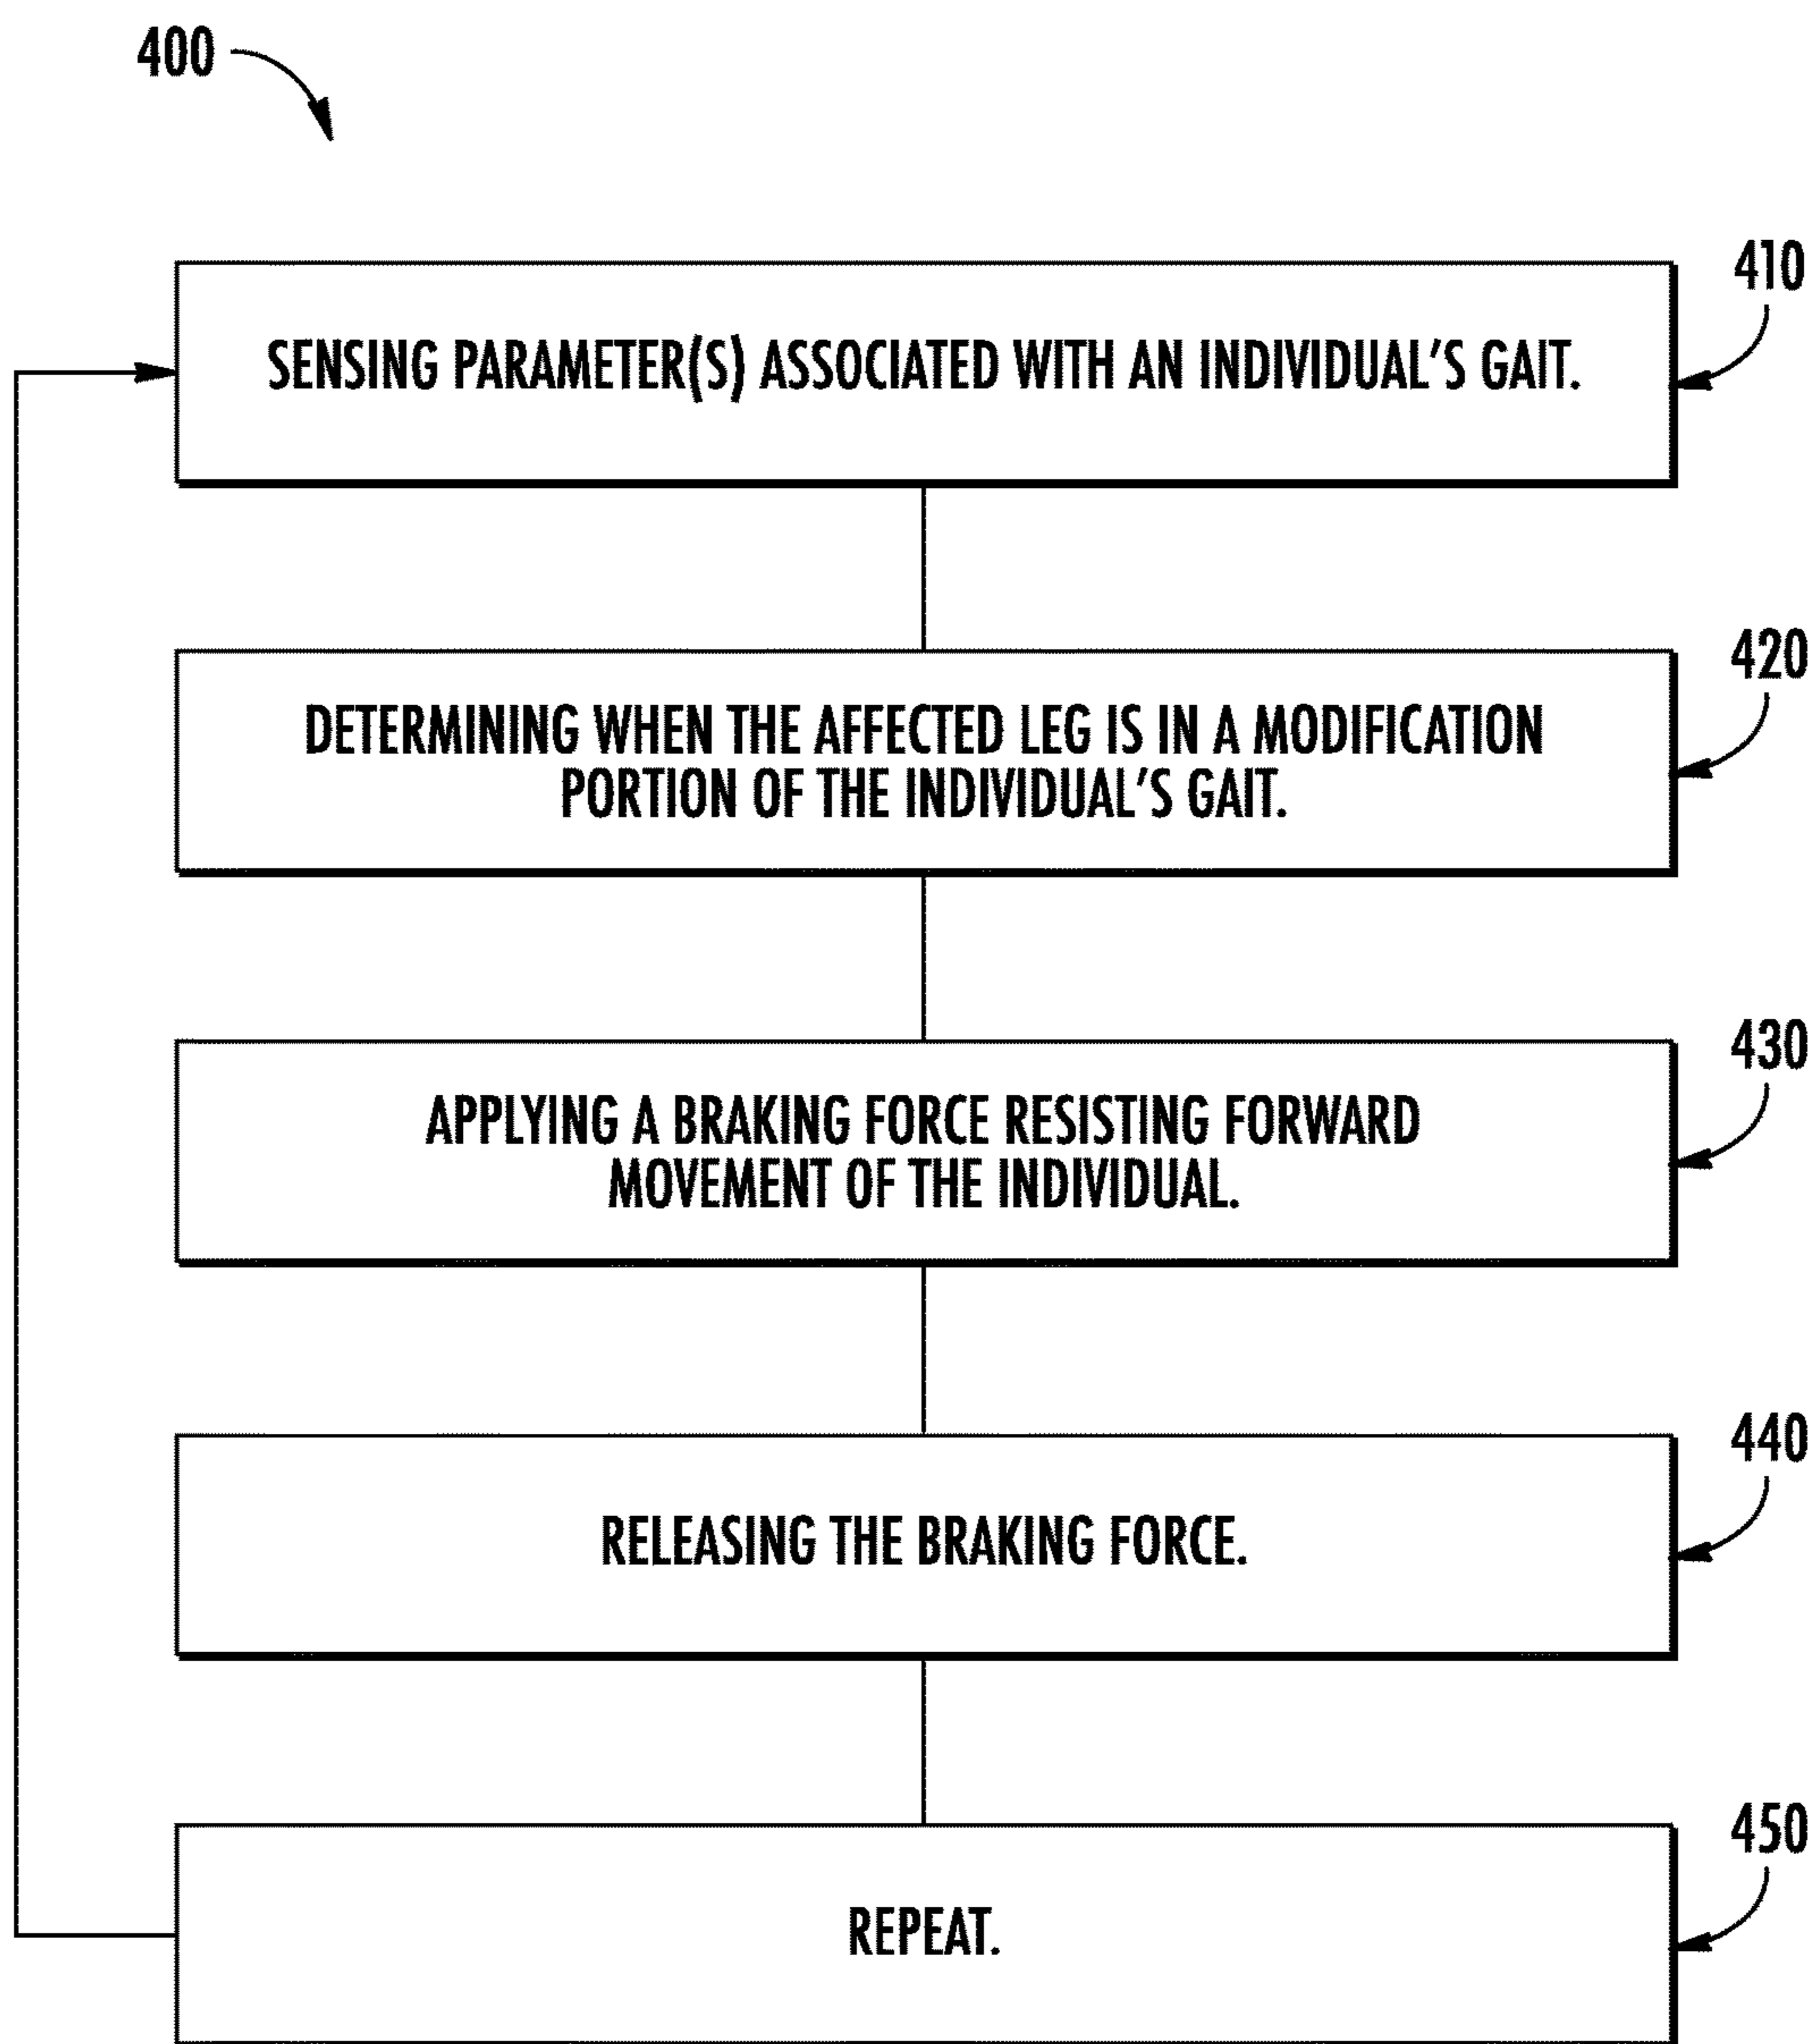 400
410
SENSING PARAMETER(S) ASSOCIATED WITH AN INDIVIDUAL'S GAIT.
420
DETERMINING WHEN THE AFFECTED LEG IS IN A MODIFICATION
PORTION OF THE INDIVIDUAL'S GAIT.
430
APPLYING A BRAKING FORCE RESISTING FORWARD
MOVEMENT OF THE INDIVIDUAL.
440
RELEASING THE BRAKING FORCE.
450
REPEAT.